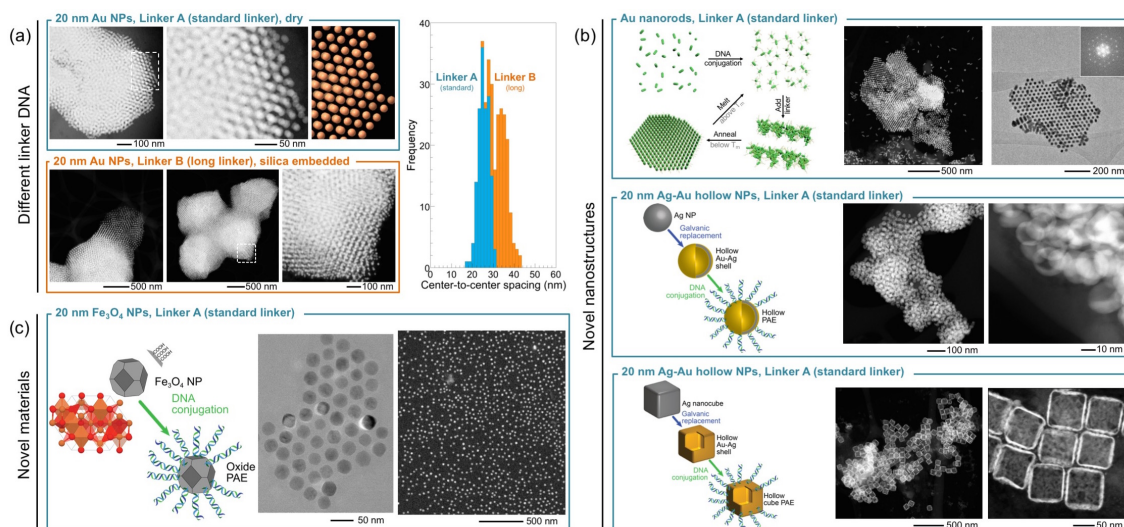 (a)
Different linker DNA
20 nm Au NPs, Linker A (standard linker), dry
100 nm
50 nm
20 nm Au NPs, Linker B (long linker), silica embedded
500 nm
500 nm
100 nm
Frequency
40
30
20
10
0
Linker A
(standard)
Linker B
(long)
0 10 20 30 40 50 60
Center-to-center spacing (nm)
(b)
Novel nanostructures
Au nanorods, Linker A (standard linker)
DNA
conjugation
Add
linker
Melt
above Tm
Anneal
below Tm
500 nm
200 nm
20 nm Ag-Au hollow NPs, Linker A (standard linker)
Ag NP
Galvanic
replacement
Hollow
Au-Ag
shell
DNA
conjugation
Hollow
PAE
100 nm
10 nm
20 nm Ag-Au hollow NPs, Linker A (standard linker)
Ag nanocube
Galvanic
replacement
Hollow
Au-Ag
shell
DNA
conjugation
Hollow
cube PAE
500 nm
50 nm
(c)
Novel materials
20 nm Fe₃O₄ NPs, Linker A (standard linker)
COOH
COOH
COOH
Fe₃O₄ NP
DNA
conjugation
Oxide
PAE
50 nm
500 nm